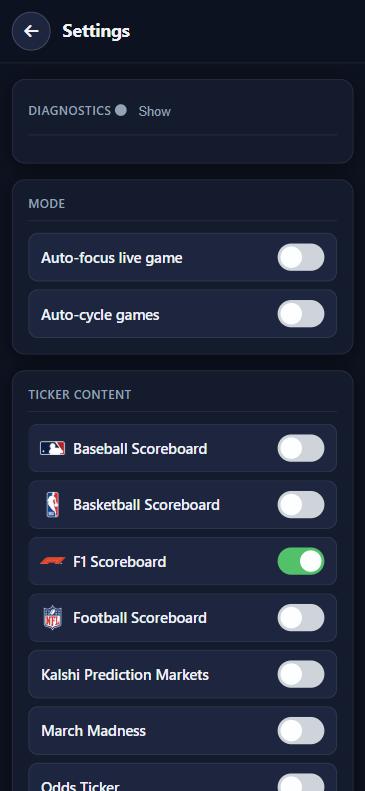 Settings
DIAGNOSTICS Show
MODE
Auto-focus live game
Auto-cycle games
TICKER CONTENT
Baseball Scoreboard
Basketball Scoreboard
F1 Scoreboard
NFL
Football Scoreboard
Kalshi Prediction Markets
March Madness
Odds Ticker